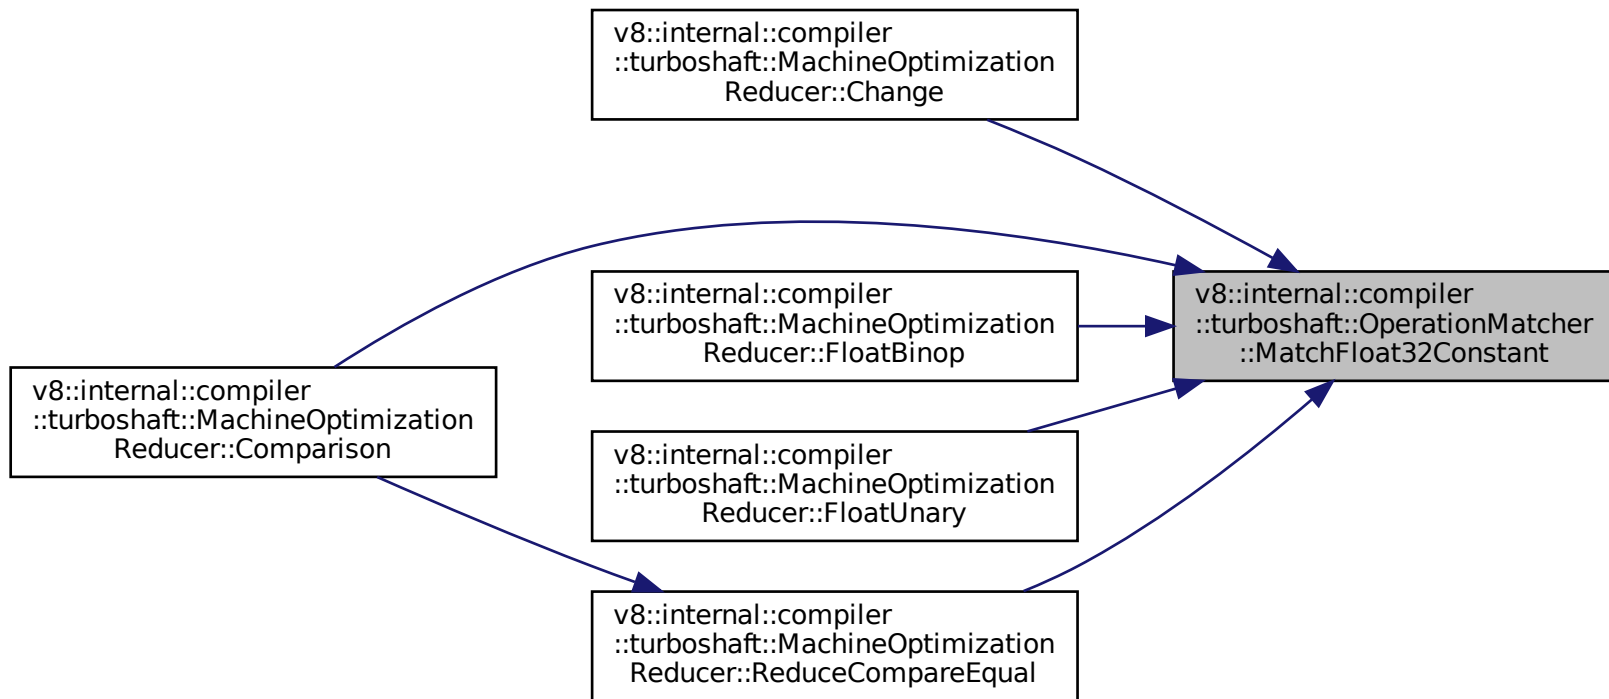 v8::internal::compiler
::turboshaft::MachineOptimization
Reducer::Change
v8::internal::compiler
::turboshaft::MachineOptimization
Reducer::FloatBinop
v8::internal::compiler
::turboshaft::OperationMatcher
::MatchFloat32Constant
v8::internal::compiler
::turboshaft::MachineOptimization
Reducer::Comparison
v8::internal::compiler
::turboshaft::MachineOptimization
Reducer::FloatUnary
v8::internal::compiler
::turboshaft::MachineOptimization
Reducer::ReduceCompareEqual